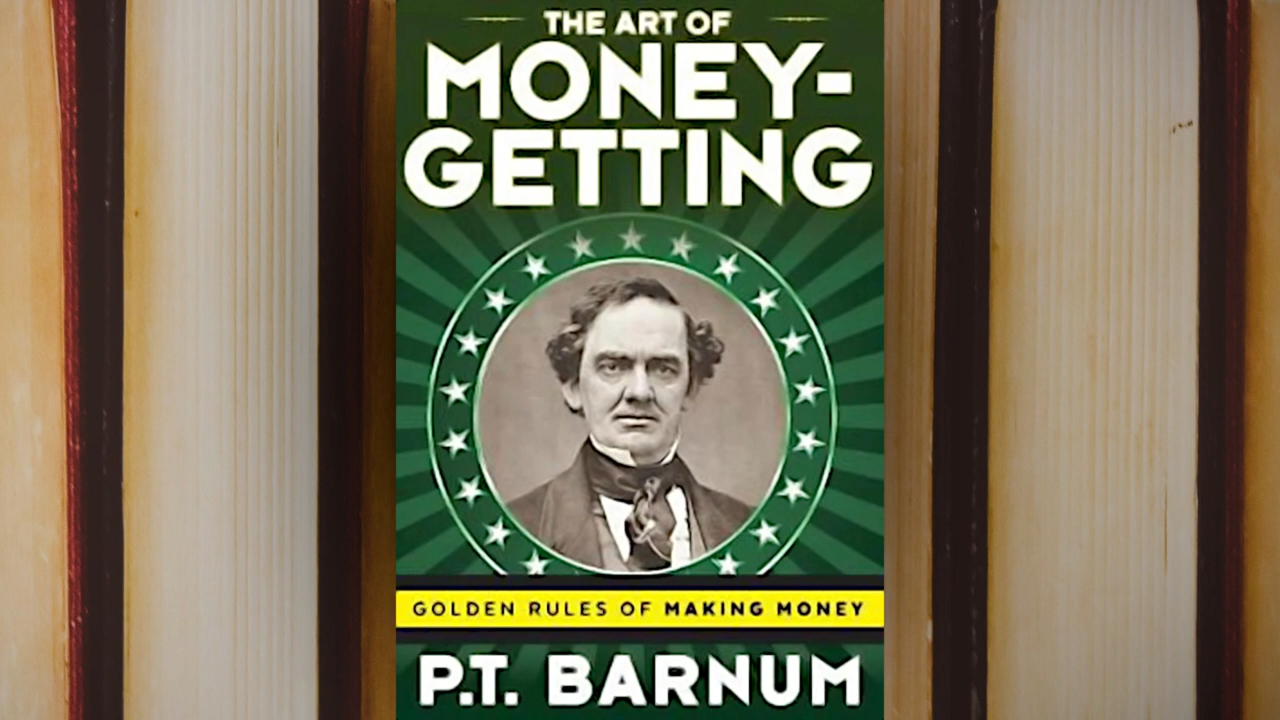 THE ART OF
MONEY-
GETTING
GOLDEN RULES OF MAKING MONEY
P.T. BARNUM